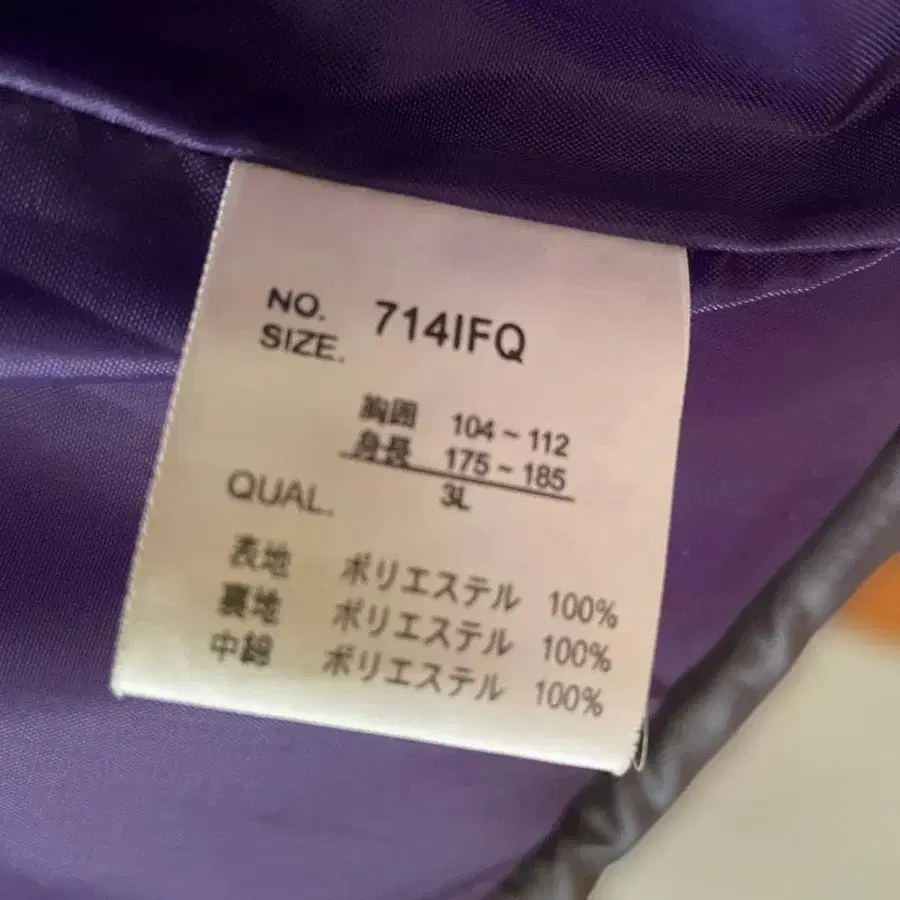 NO. 714IFQ
SIZE.
胸囲 104~112
身長 175~185
3L
QUAL.
表地 ポリエステル 100%
裏地 ポリエステル 100%
中綿 ポリエステル 100%